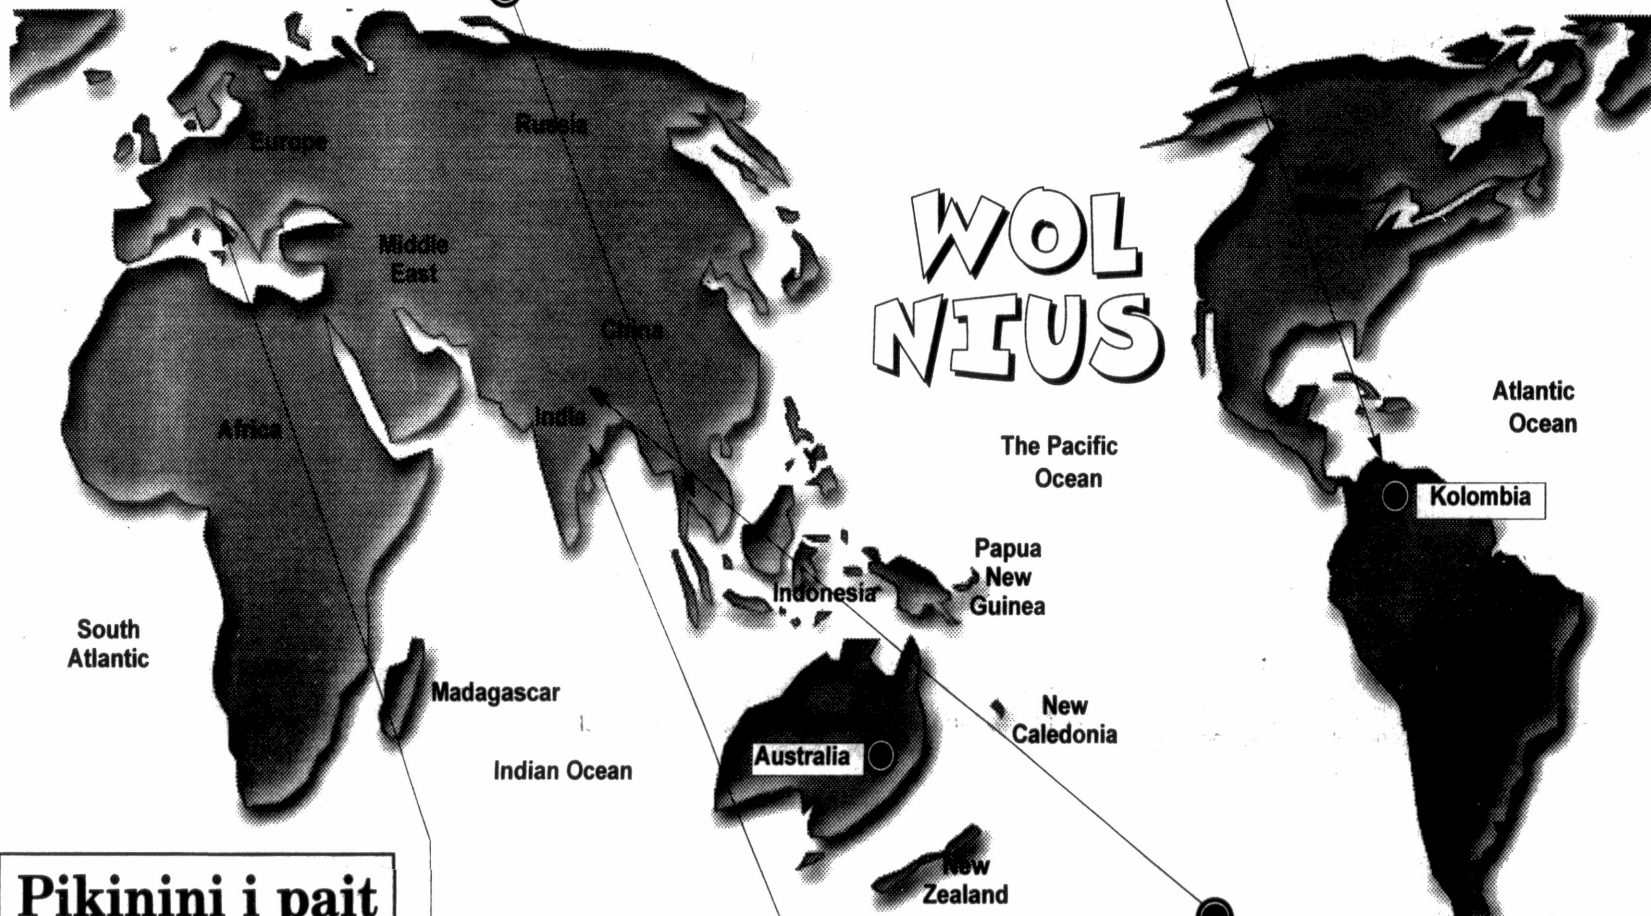 Europe
Russia
Middle
East
WOL
NIUS
China
India
Africa
Atlantic
Ocean
The Pacific
Ocean
Kolombia
Papua
New
Guinea
Indonesia
South
Atlantic
Madagascar
New
Caledonia
Australia
Indian Ocean
New
Zealand
Pikinini i pait